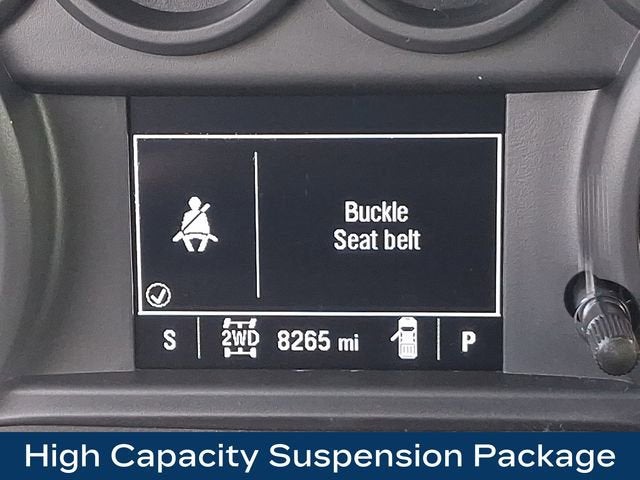 Buckle
Seat belt
S 2WD 8265 mi P
High Capacity Suspension Package